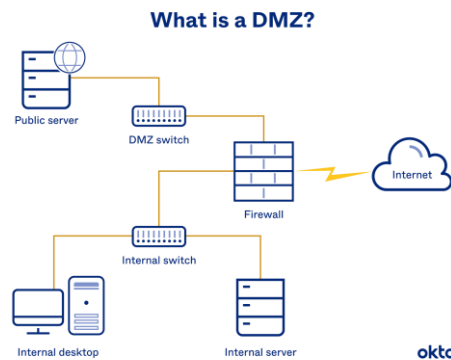 What is a DMZ?
Public server
DMZ switch
Internet
Firewall
Internal switch
Internal desktop
Internal server
okta